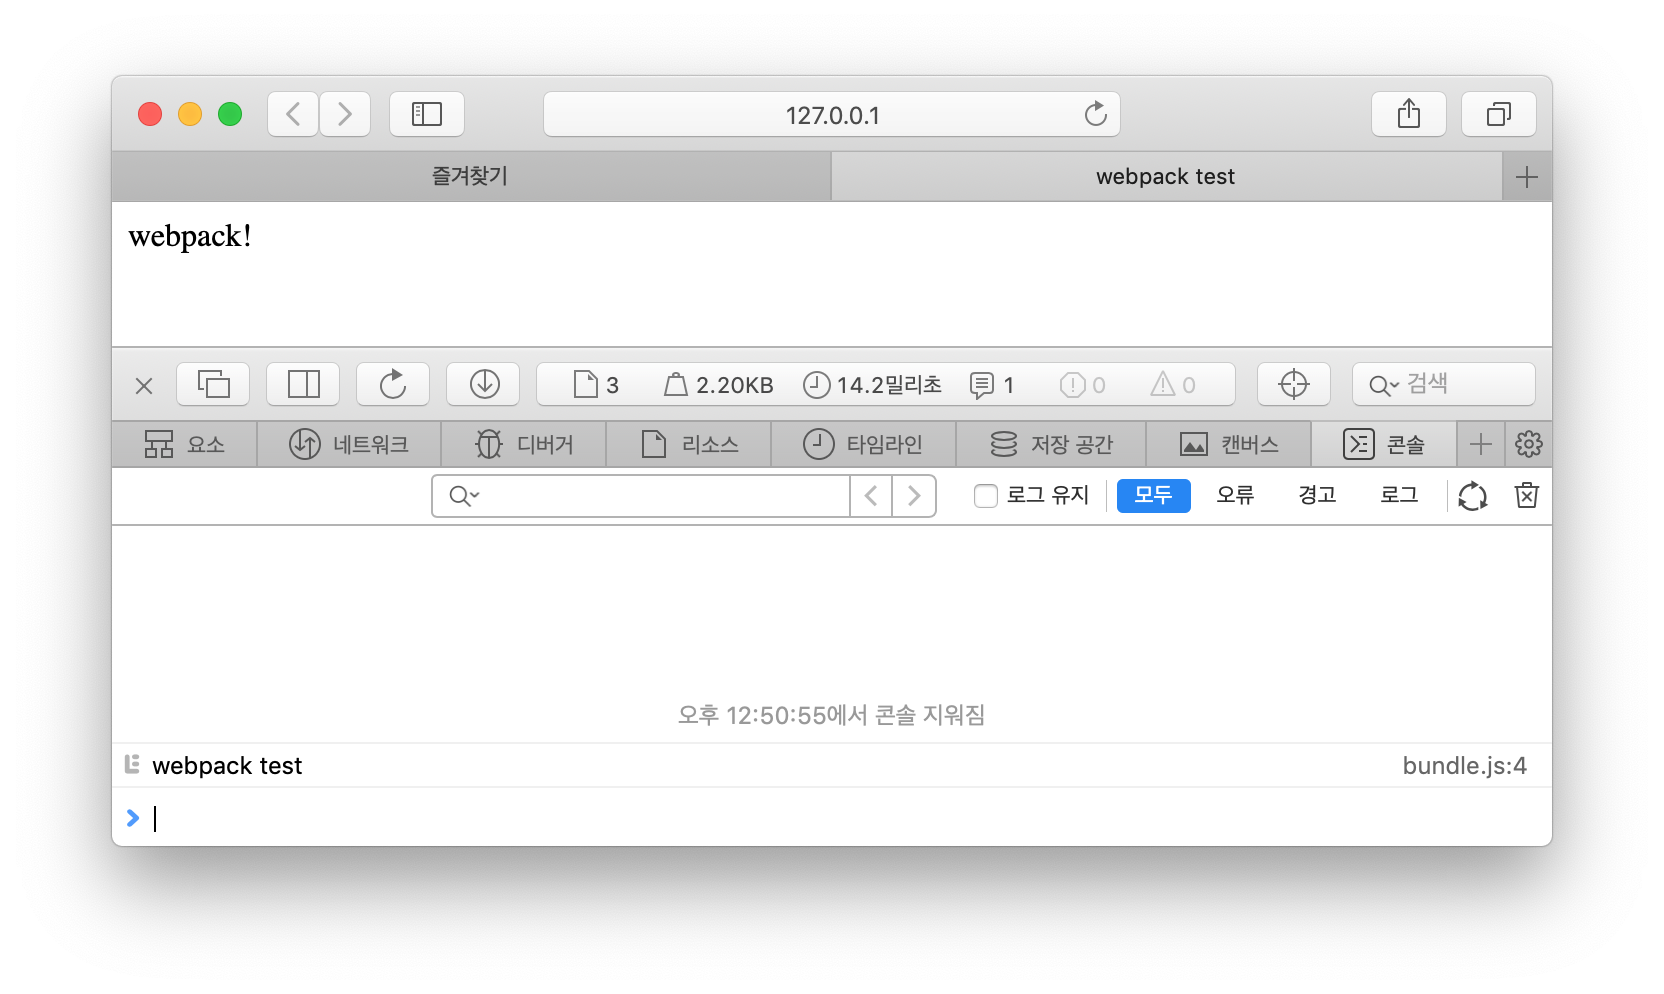 127.0.0.1
즐겨찾기 webpack test
webpack!
3 2.20KB 14.2밀리초 1 0 0 검색
요소 네트워크 디버거 리소스 타임라인 저장 공간 캔버스 콘솔
로그 유지 모두 오류 경고 로그
오후 12:50:55에서 콘솔 지워짐
webpack test bundle.js:4